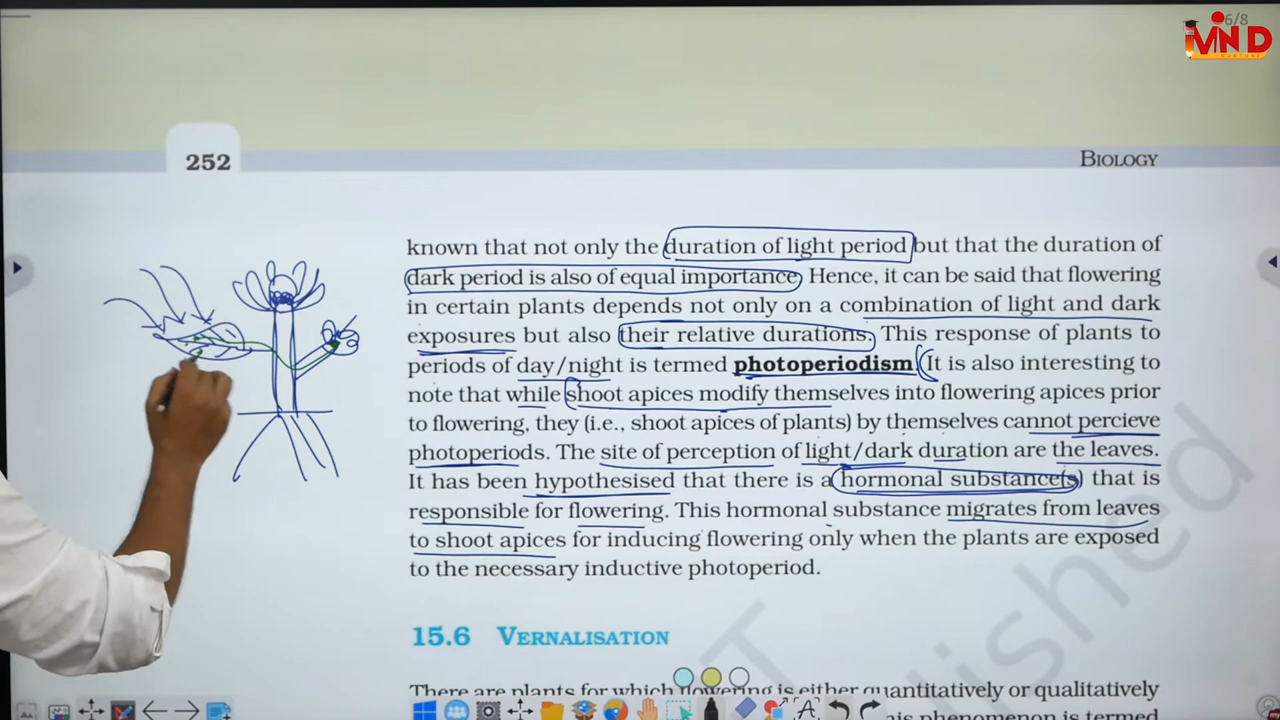 6/8
MIND
252
BIOLOGY
known that not only the duration of light period but that the duration of
dark period is also of equal importance. Hence, it can be said that flowering
in certain plants depends not only on a combination of light and dark
exposures but also their relative durations. This response of plants to
periods of day/night is termed photoperiodism. It is also interesting to
note that while shoot apices modify themselves into flowering apices prior
to flowering, they (i.e., shoot apices of plants) by themselves cannot percieve
photoperiods. The site of perception of light/dark duration are the leaves.
It has been hypothesised that there is a hormonal substance(s) that is
responsible for flowering. This hormonal substance migrates from leaves
to shoot apices for inducing flowering only when the plants are exposed
to the necessary inductive photoperiod.
15.6 VERNALISATION
There are plants for which flowering is either quantitatively or qualitatively
phenomenon is termed